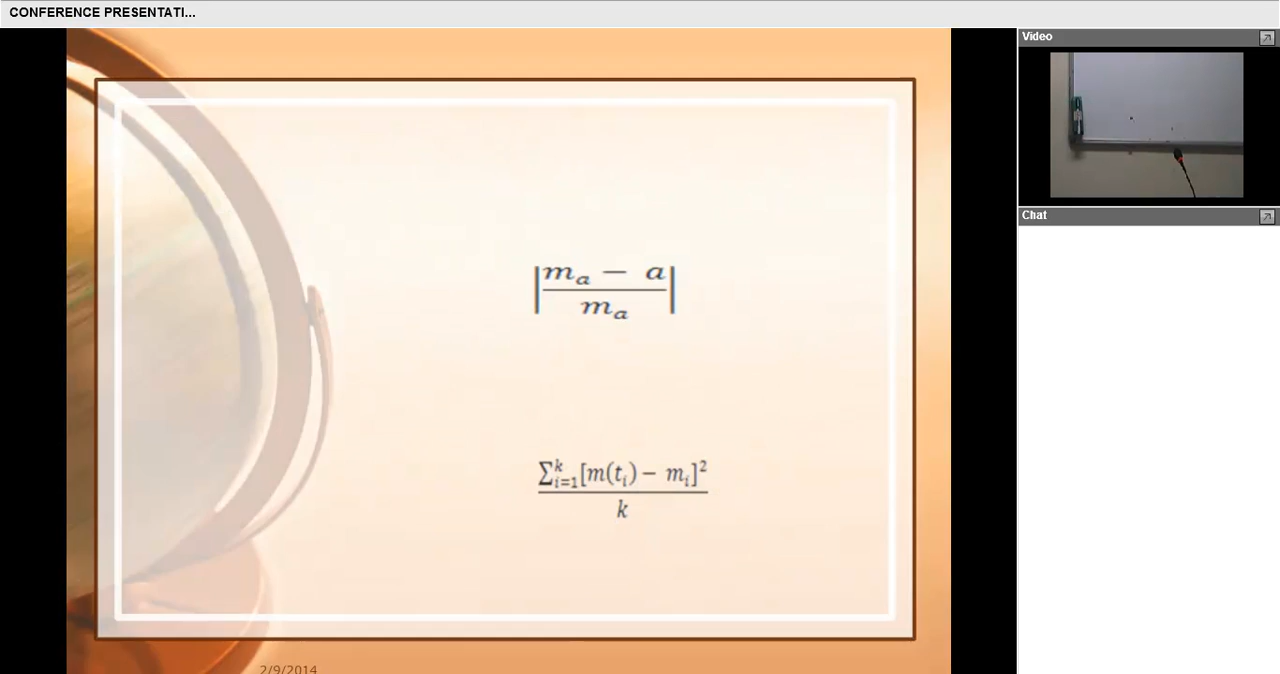 CONFERENCE PRESENTATI...
Video
Chat
|m_a − a / m_a|
∑_{i=1}^{k}[m(t_i) − m_i]² / k
2/9/2014